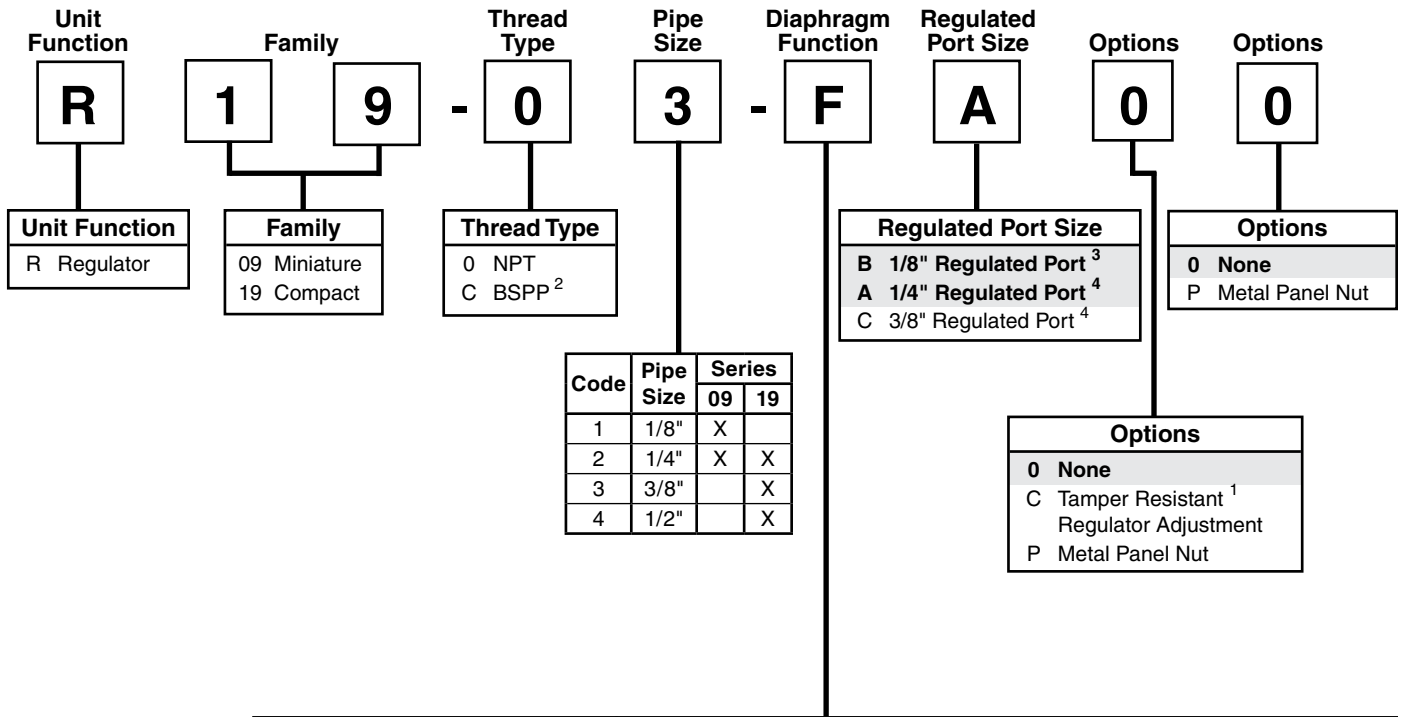 Unit Function
Family
Thread Type
Pipe Size
Diaphragm Function
Regulated Port Size
Options
Options
R 1 9 - 0 3 - F A 0 0
Unit Function
R Regulator
Family
09 Miniature
19 Compact
Thread Type
0 NPT
C BSPP 2
Regulated Port Size
B 1/8" Regulated Port 3
A 1/4" Regulated Port 4
C 3/8" Regulated Port 4
Options
0 None
P Metal Panel Nut
Code Pipe Size Series
09 19
1 1/8" X
2 1/4" X X
3 3/8" X
4 1/2" X
Options
0 None
C Tamper Resistant 1
Regulator Adjustment
P Metal Panel Nut